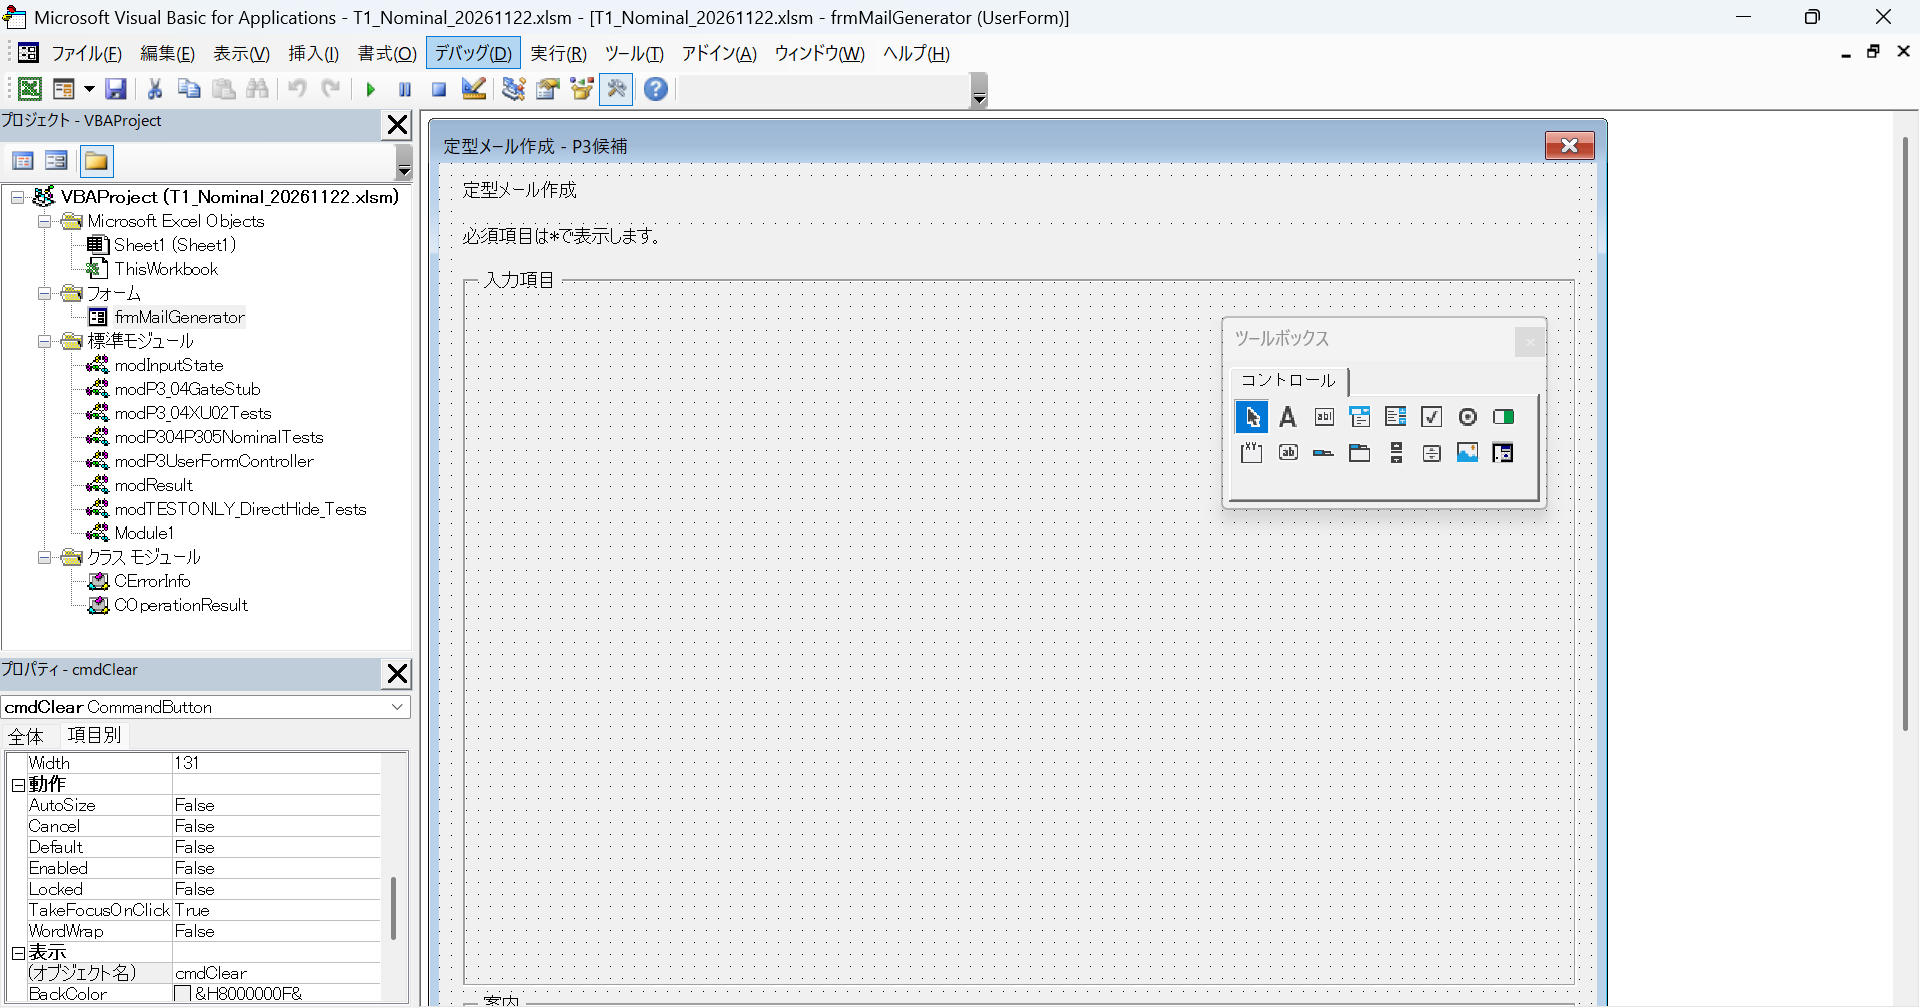 Microsoft Visual Basic for Applications - T1_Nominal_20261122.xlsm - [T1_Nominal_20261122.xlsm - frmMailGenerator (UserForm)]
ファイル(F) 編集(E) 表示(V) 挿入(I) 書式(O) デバッグ(D) 実行(R) ツール(T) アドイン(A) ウィンドウ(W) ヘルプ(H)
プロジェクト - VBAProject
VBAProject (T1_Nominal_20261122.xlsm)
Microsoft Excel Objects
Sheet1 (Sheet1)
ThisWorkbook
フォーム
frmMailGenerator
標準モジュール
modInputState
modP3_04GateStub
modP3_04XU02Tests
modP304P305NominalTests
modP3UserFormController
modResult
modTESTONLY_DirectHide_Tests
Module1
クラス モジュール
CErrorInfo
COperationResult
プロパティ - cmdClear
cmdClear CommandButton
全体 項目別
Width 131
動作
AutoSize False
Cancel False
Default False
Enabled False
Locked False
TakeFocusOnClick True
WordWrap False
表示
(オブジェクト名) cmdClear
BackColor &H8000000F&
定型メール作成 - P3候補
定型メール作成
必須項目は*で表示します。
入力項目
ツールボックス
コントロール
案内